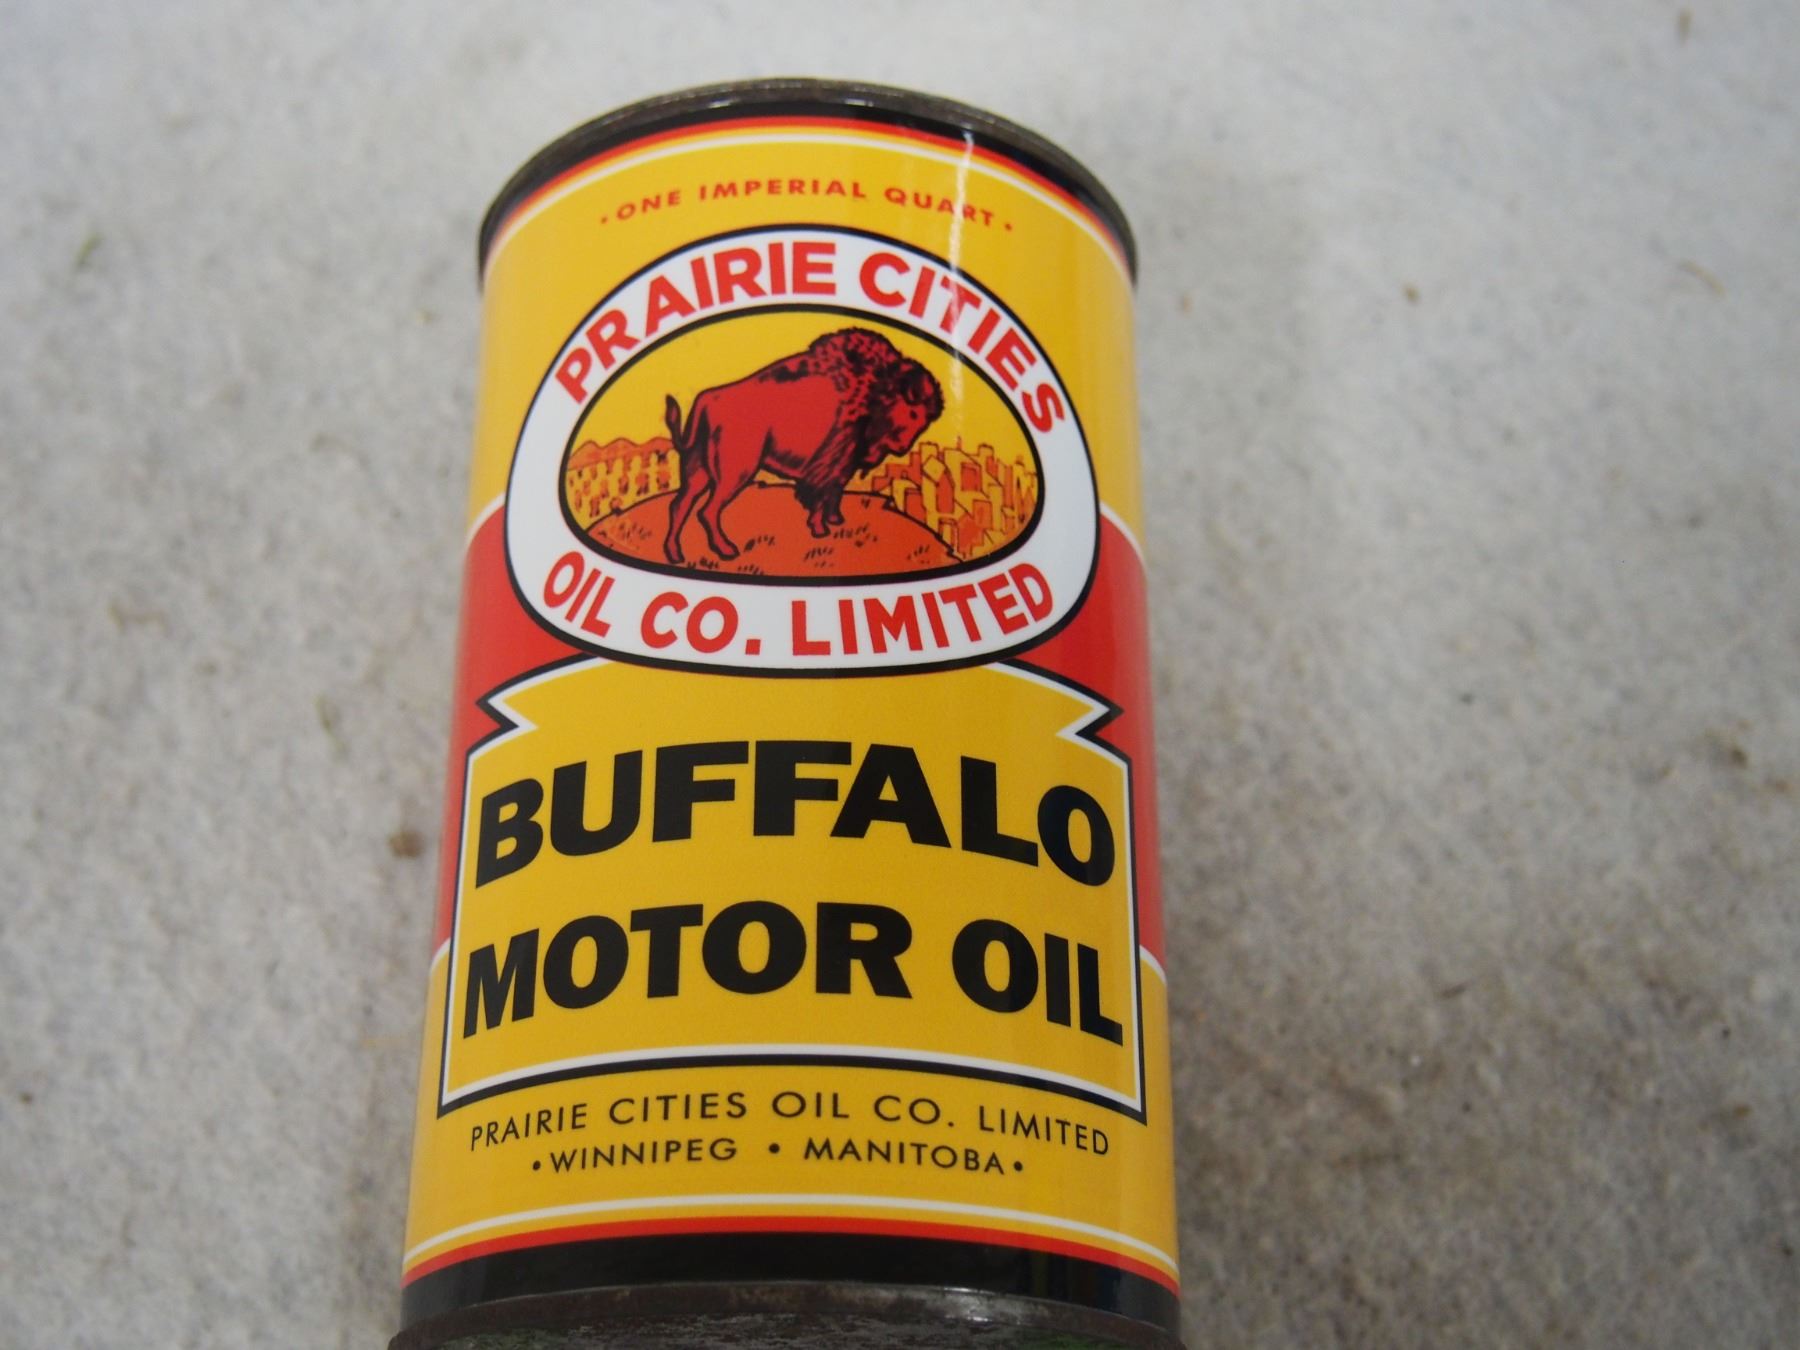 ·ONE IMPERIAL QUART·
PRAIRIE CITIES
OIL CO. LIMITED
BUFFALO
MOTOR OIL
PRAIRIE CITIES OIL CO. LIMITED
•WINNIPEG • MANITOBA•